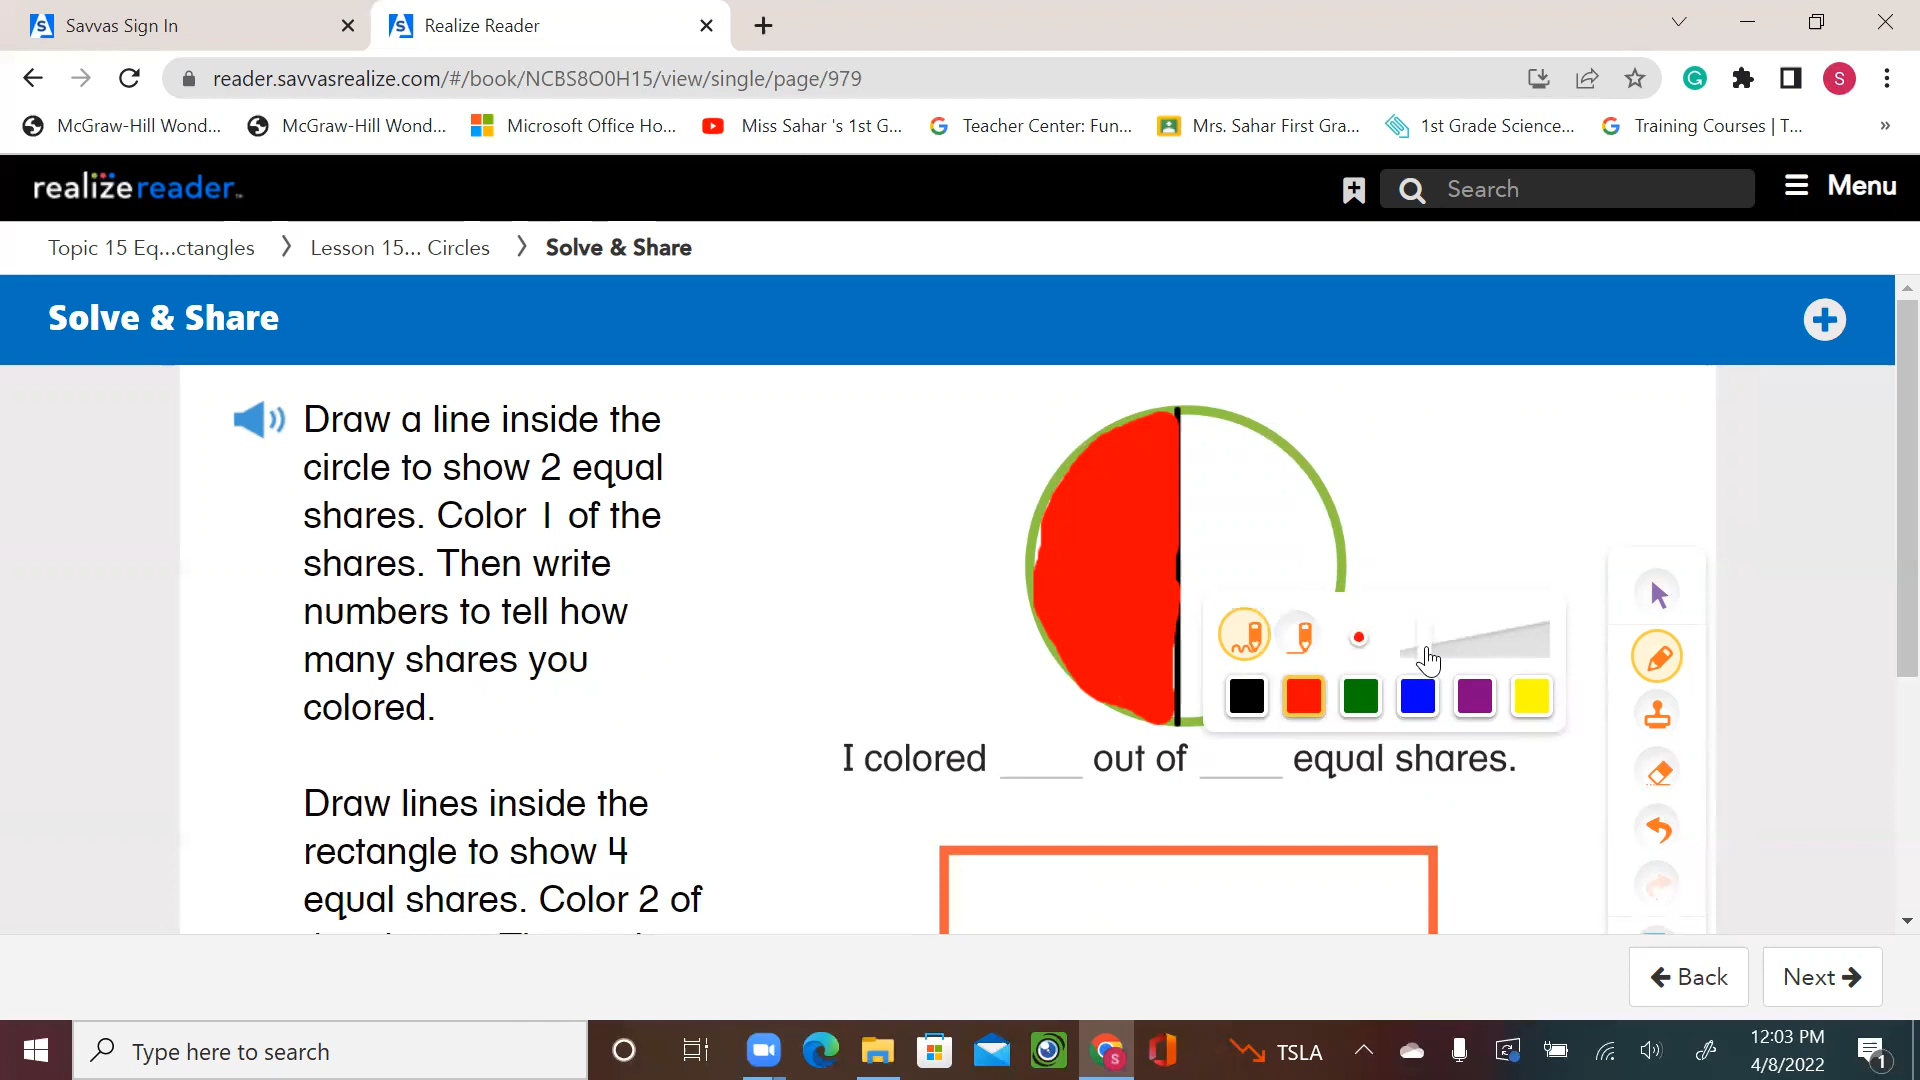 Savvas Sign In
Realize Reader
reader.savvasrealize.com/#/book/NCBS8O0H15/view/single/page/979
S
McGraw-Hill Wond...
McGraw-Hill Wond...
Microsoft Office Ho...
Miss Sahar 's 1st G...
Teacher Center: Fun...
Mrs. Sahar First Gra...
1st Grade Science...
Training Courses | T...
»
realize reader™
Search
Menu
Topic 15 Eq...ctangles
Lesson 15... Circles
Solve & Share
Solve & Share
Draw a line inside the
circle to show 2 equal
shares. Color 1 of the
shares. Then write
numbers to tell how
many shares you
colored.
I colored ____ out of ____ equal shares.
Draw lines inside the
rectangle to show 4
equal shares. Color 2 of
Back
Next
Type here to search
TSLA
12:03 PM
4/8/2022
1